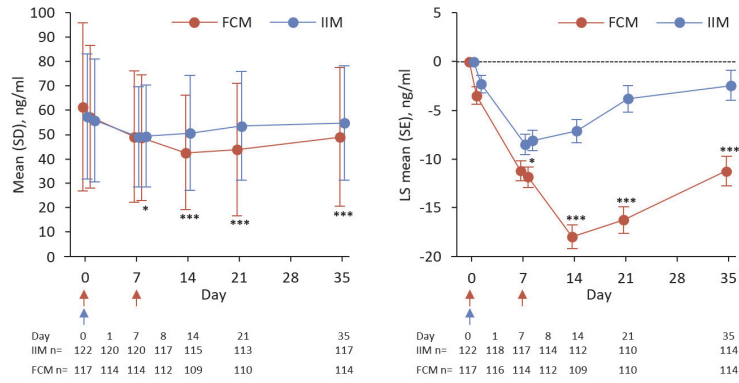 FCM IIM
Mean (SD), ng/ml
100
90
80
70
60
50
40
30
20
10
0
* *** *** ***
0 7 14 21 28 35
Day
Day 0 1 7 8 14 21 35
IIM n= 122 120 120 117 115 113 117
FCM n= 117 114 114 112 109 110 114
FCM IIM
LS mean (SE), ng/ml
0
-5
-10
-15
-20
* *** *** ***
0 7 14 21 28 35
Day
Day 0 1 7 8 14 21 35
IIM n= 122 118 117 114 112 110 114
FCM n= 117 116 114 112 109 110 114